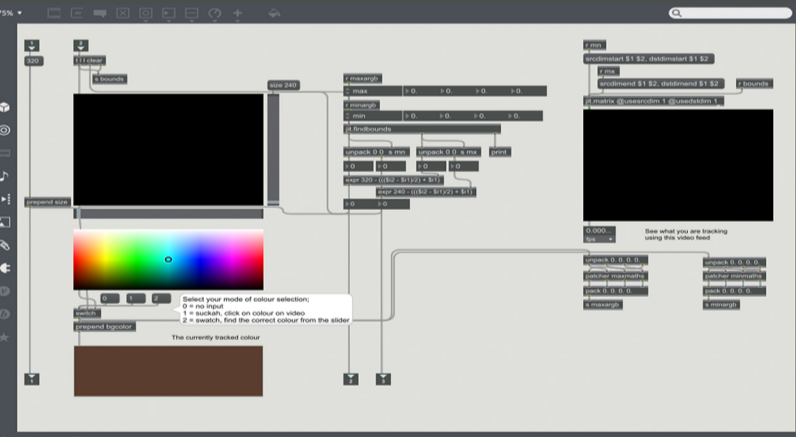 75%
1
2
320
t l l clear
s bounds
size 240
prepend size
0
1
2
Select your mode of colour selection;
0 = no input
1 = suckah, click on colour on video
2 = swatch, find the correct colour from the slider
switch
prepend bgcolor
The currently tracked colour
1
r maxargb
max
0.
0.
0.
0.
r minargb
min
0.
0.
0.
0.
jit.findbounds
unpack 0 0
s mn
unpack 0 0
s mx
print
0
0
0
0
expr 320 - ((($i2 - $i1)/2) + $i1)
expr 240 - ((($i2 - $i1)/2) + $i1)
0
0
2
3
r mn
srcdimstart $1 $2, dstdimstart $1 $2
r mx
srcdimend $1 $2, dstdimend $1 $2
r bounds
jit.matrix @usesrcdim 1 @usedstdim 1
0.000...
fps
See what you are tracking
using this video feed
unpack 0. 0. 0. 0.
patcher maxmaths
pack 0. 0. 0. 0.
s maxargb
unpack 0. 0. 0. 0.
patcher minmaths
pack 0. 0. 0. 0.
s minargb